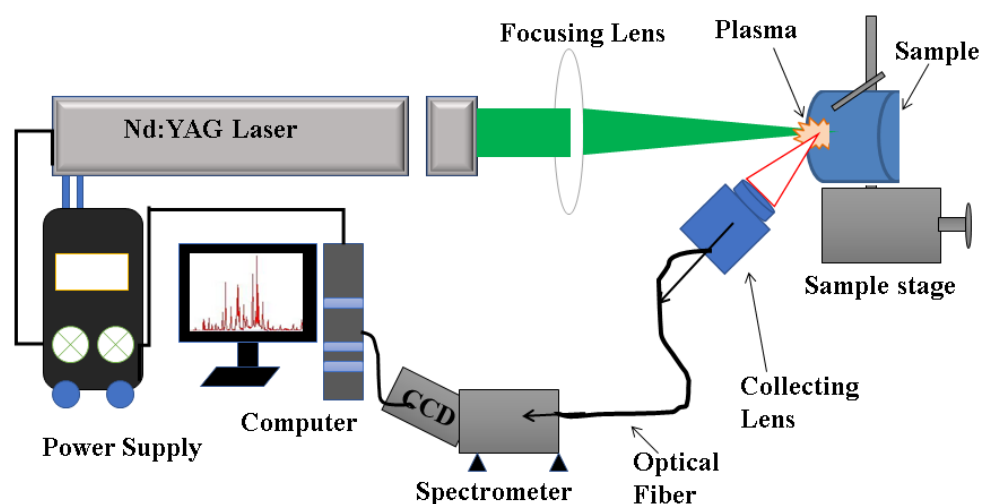 Focusing Lens
Plasma
Sample
Nd:YAG Laser
Sample stage
Collecting
Lens
CCD
Computer
Power Supply
Optical
Fiber
Spectrometer